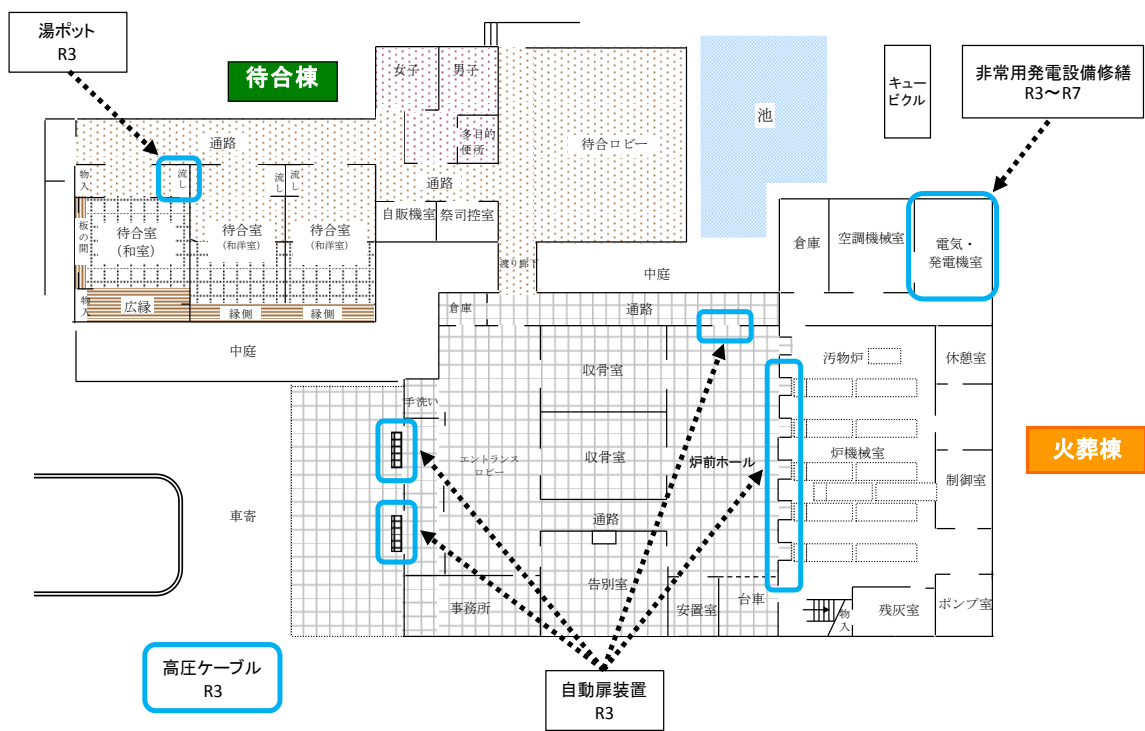 湯ポット
R3
待合棟
女子
男子
多目的
便所
待合ロビー
池
キュー
ビクル
非常用発電設備修繕
R3～R7
通路
通路
物入
流し
流し
流し
自販機室
祭司控室
板の間
待合室
(和室)
待合室
(和洋室)
待合室
(和洋室)
渡り廊下
中庭
倉庫
空調機械室
電気・
発電機室
物入
広縁
縁側
縁側
倉庫
通路
中庭
収骨室
汚物炉
休憩室
手洗い
エントランス
ロビー
収骨室
炉前ホール
炉機械室
制御室
火葬棟
車寄
通路
告別室
事務所
安置室
台車
物入
残灰室
ポンプ室
高圧ケーブル
R3
自動扉装置
R3